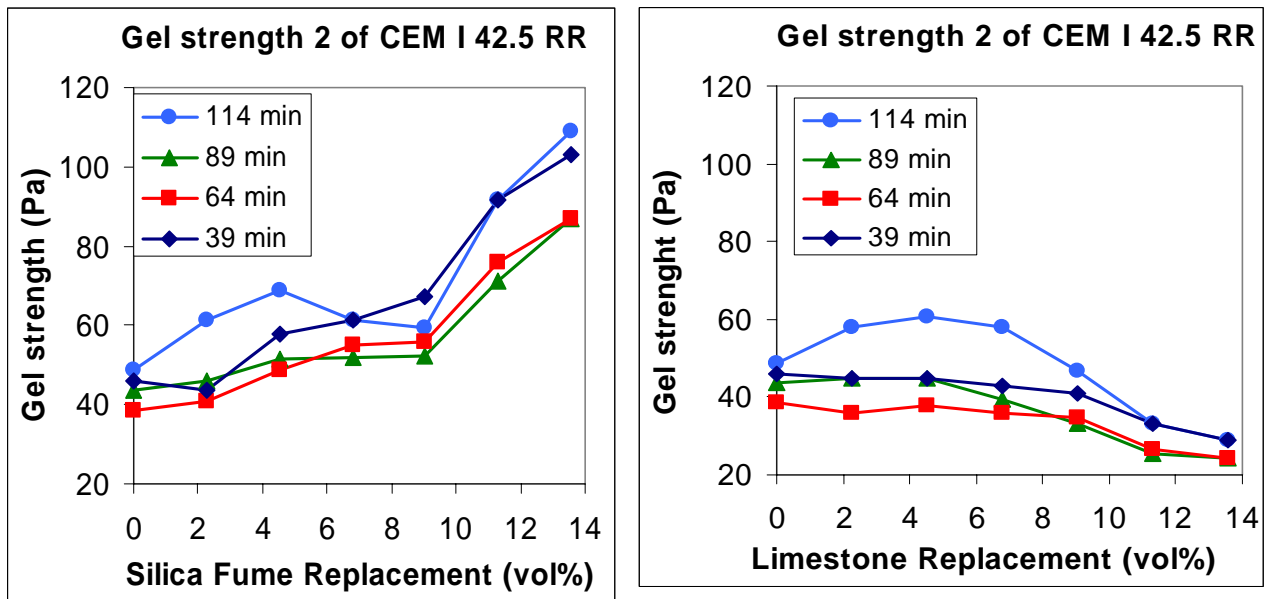 Gel strength 2 of CEM I 42.5 RR
120
100
80
60
40
20
Gel strength (Pa)
114 min
89 min
64 min
39 min
0 2 4 6 8 10 12 14
Silica Fume Replacement (vol%)
Gel strength 2 of CEM I 42.5 RR
120
100
80
60
40
20
Gel strenght (Pa)
114 min
89 min
64 min
39 min
0 2 4 6 8 10 12 14
Limestone Replacement (vol%)